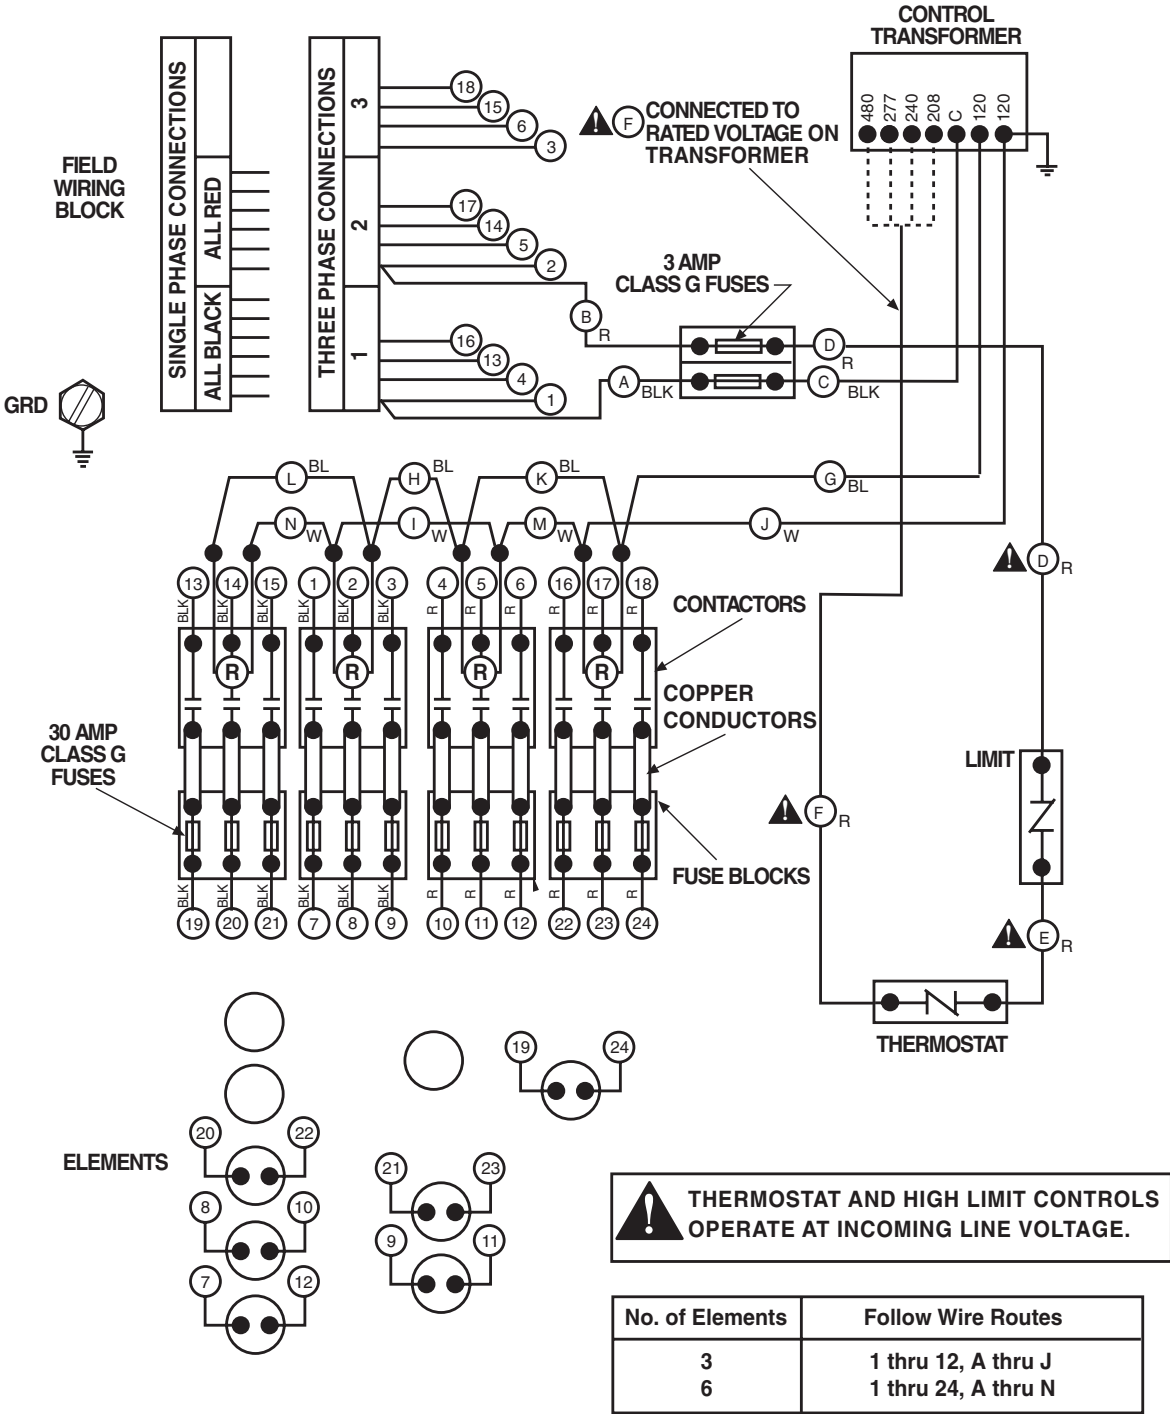 CONTROL
TRANSFORMER
480
277
240
208
C
120
120
FIELD
WIRING
BLOCK
SINGLE PHASE CONNECTIONS
ALL RED
ALL BLACK
THREE PHASE CONNECTIONS
3
2
1
18
15
6
3
17
14
5
2
16
13
4
1
F
CONNECTED TO
RATED VOLTAGE ON
TRANSFORMER
3 AMP
CLASS G FUSES
B
R
D
R
A
BLK
C
BLK
GRD
L
BL
H
BL
K
BL
G
BL
N
W
I
W
M
W
J
W
D
R
13
14
15
1
2
3
4
5
6
16
17
18
BLK
BLK
BLK
BLK
BLK
BLK
R
R
R
R
R
R
CONTACTORS
R
R
R
R
COPPER
CONDUCTORS
30 AMP
CLASS G
FUSES
LIMIT
F
R
FUSE BLOCKS
BLK
BLK
BLK
BLK
BLK
BLK
R
R
R
R
R
R
19
20
21
7
8
9
10
11
12
22
23
24
E
R
THERMOSTAT
19
24
ELEMENTS
20
22
21
23
8
10
9
11
7
12
THERMOSTAT AND HIGH LIMIT CONTROLS
OPERATE AT INCOMING LINE VOLTAGE.
No. of Elements Follow Wire Routes
3 1 thru 12, A thru J
6 1 thru 24, A thru N